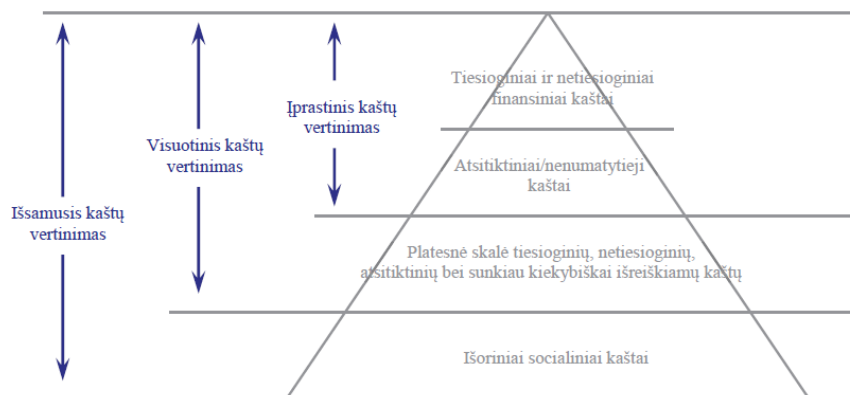 Tiesioginiai ir netiesioginiai
finansiniai kaštai
Įprastinis kaštų
vertinimas
Visuotinis kaštų
vertinimas
Atsitiktiniai/nenumatytieji
kaštai
Išsamusis kaštų
vertinimas
Platesnė skalė tiesioginių, netiesioginių,
atsitiktinių bei sunkiau kiekybiškai išreiškiamų kaštų
Išoriniai socialiniai kaštai